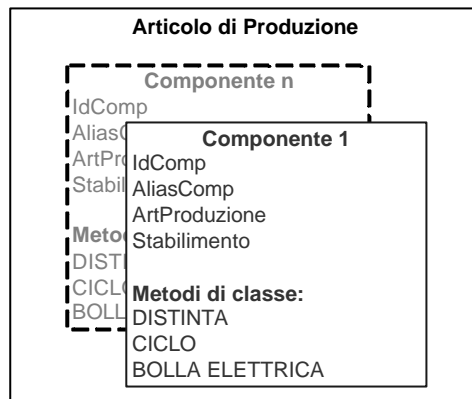 Articolo di Produzione
Componente n
IdComp
Componente 1
IdComp
AliasComp
ArtProduzione
Stabilimento
Metodi di classe:
DISTINTA
CICLO
BOLLA ELETTRICA